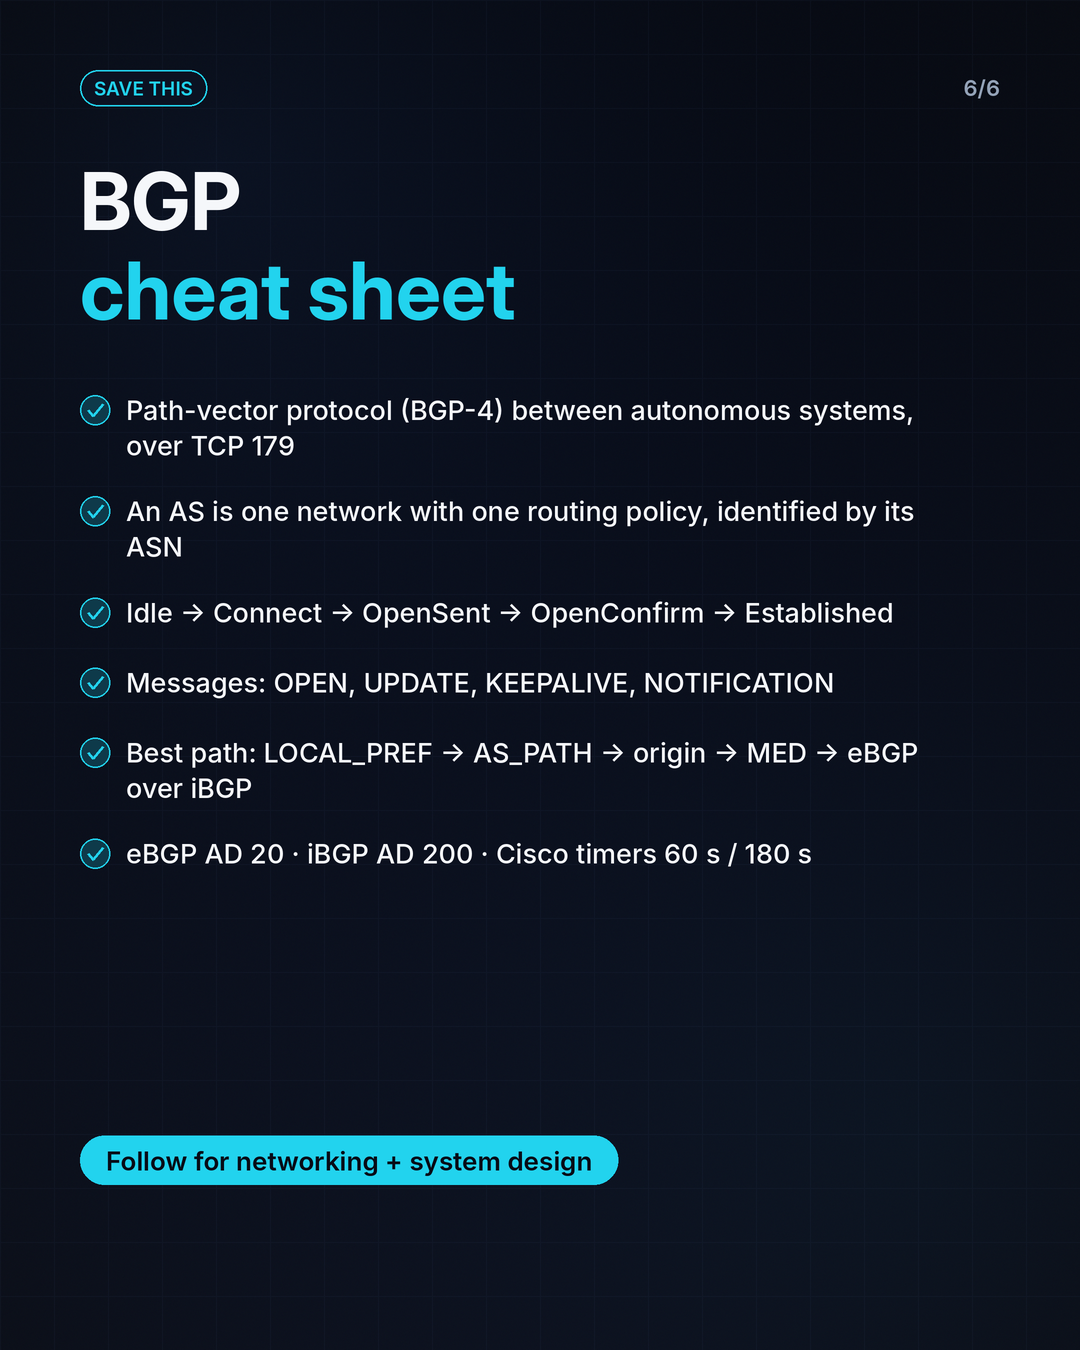 SAVE THIS
6/6
BGP
cheat sheet
Path-vector protocol (BGP-4) between autonomous systems,
over TCP 179
An AS is one network with one routing policy, identified by its
ASN
Idle → Connect → OpenSent → OpenConfirm → Established
Messages: OPEN, UPDATE, KEEPALIVE, NOTIFICATION
Best path: LOCAL_PREF → AS_PATH → origin → MED → eBGP
over iBGP
eBGP AD 20 · iBGP AD 200 · Cisco timers 60 s / 180 s
Follow for networking + system design